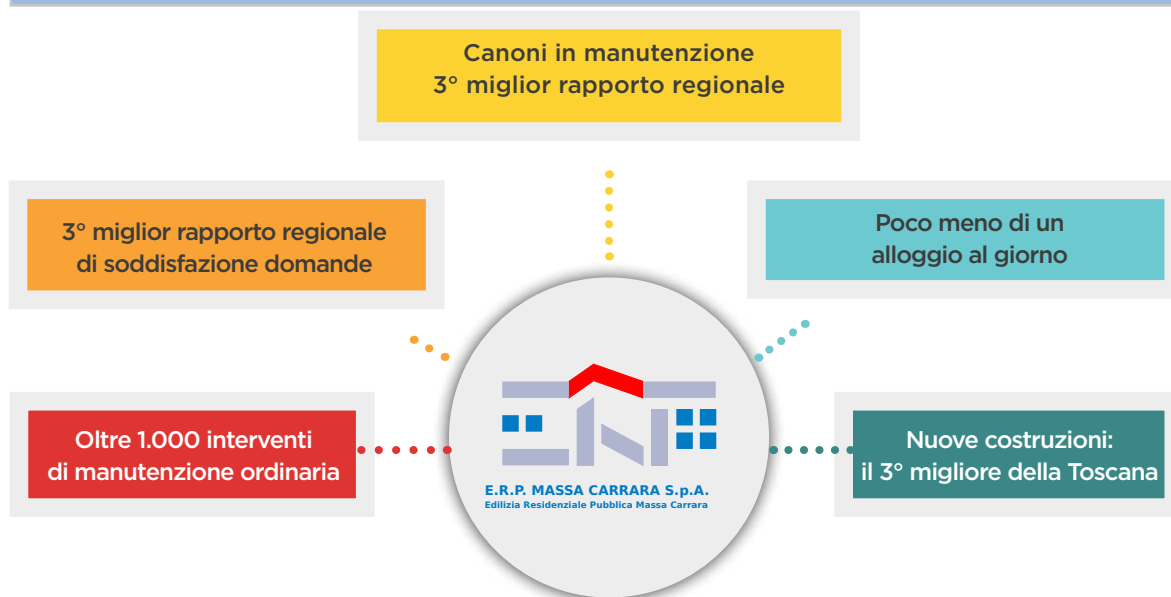 Canoni in manutenzione
3° miglior rapporto regionale
3° miglior rapporto regionale
di soddisfazione domande
Poco meno di un
alloggio al giorno
Oltre 1.000 interventi
di manutenzione ordinaria
Nuove costruzioni:
il 3° migliore della Toscana
E.R.P. MASSA CARRARA S.p.A.
Edilizia Residenziale Pubblica Massa Carrara